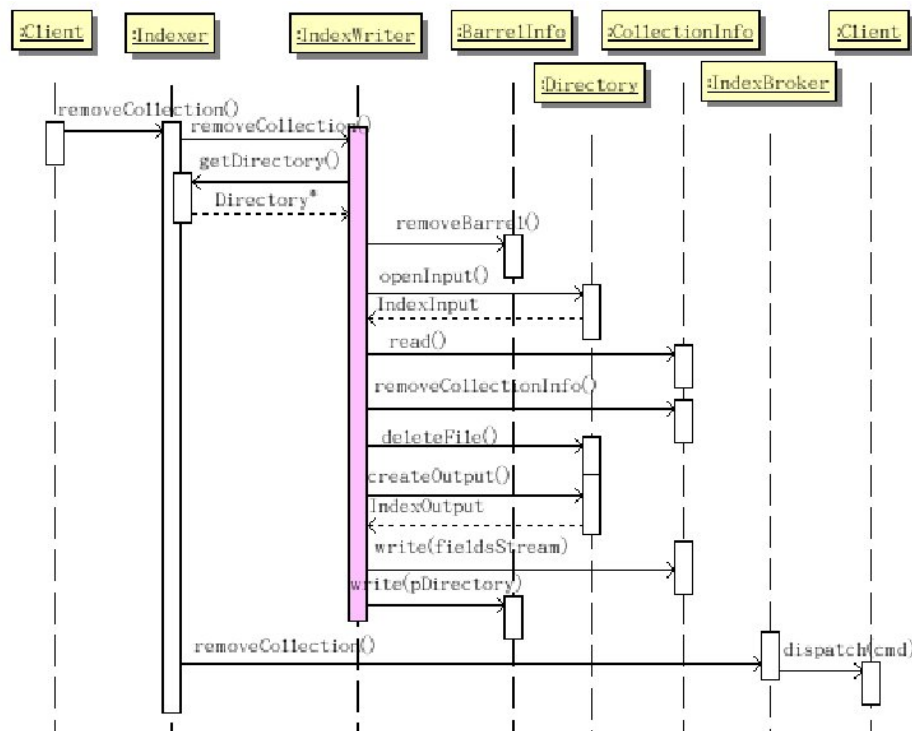 :Client
:Indexer
:IndexWriter
:BarrelInfo
:CollectionInfo
:Client
:Directory
:IndexBroker
removeCollection()
removeCollection()
getDirectory()
Directory*
removeBarrel()
openInput()
IndexInput
read()
removeCollectionInfo()
deleteFile()
createOutput()
IndexOutput
write(fieldsStream)
write(pDirectory)
removeCollection()
dispatch(cmd)